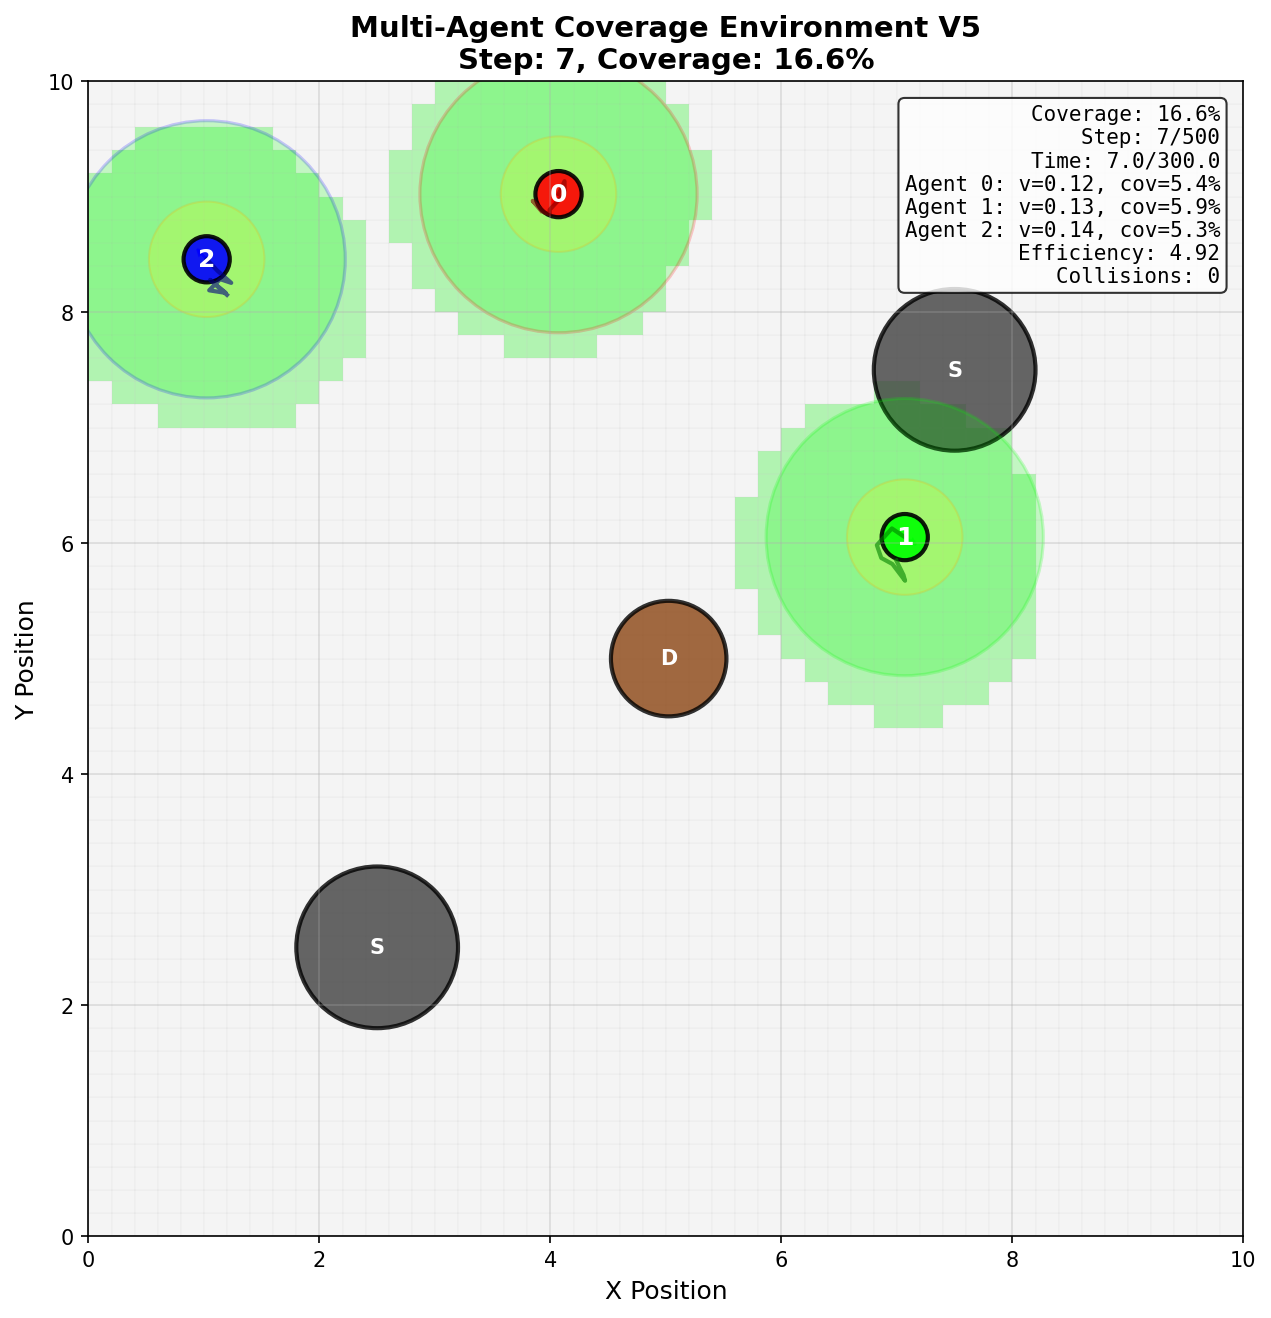 Multi-Agent Coverage Environment V5
Step: 7, Coverage: 16.6%
Coverage: 16.6%
Step: 7/500
Time: 7.0/300.0
Agent 0: v=0.12, cov=5.4%
Agent 1: v=0.13, cov=5.9%
Agent 2: v=0.14, cov=5.3%
Efficiency: 4.92
Collisions: 0
10
8
6
4
2
0
Y Position
0
2
S
1
D
S
0 2 4 6 8 10
X Position